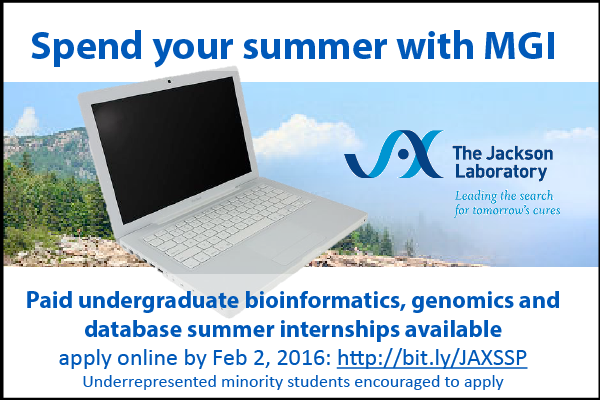 Spend your summer with MGI
The Jackson
Laboratory
Leading the search
for tomorrow's cures
Paid undergraduate bioinformatics, genomics and
database summer internships available
apply online by Feb 2, 2016: http://bit.ly/JAXSSP
Underrepresented minority students encouraged to apply